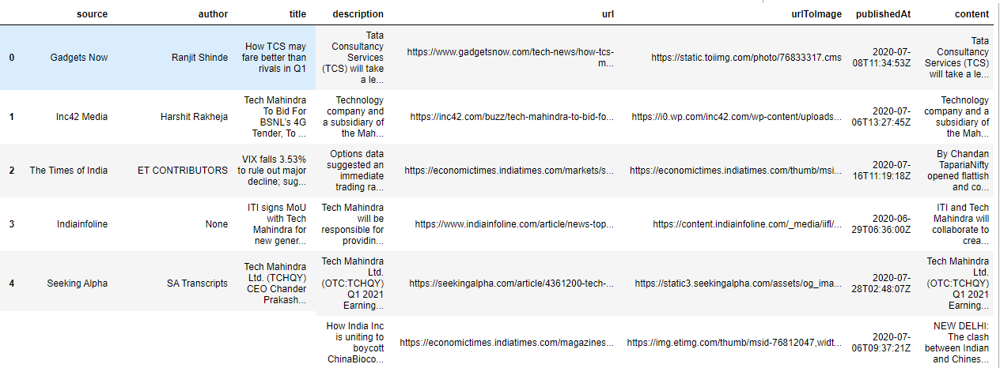 source author title description url urlToImage publishedAt content
0 Gadgets Now Ranjit Shinde
How TCS may
fare better than
rivals in Q1
Tata
Consultancy
Services
(TCS) will take
a le...
https://www.gadgetsnow.com/tech-news/how-tcs-
m...
https://static.toiimg.com/photo/76833317.cms
2020-07-
08T11:34:53Z
Tata
Consultancy
Services (TCS)
will take a le...
1 Inc42 Media Harshit Rakheja
Tech Mahindra
To Bid For
BSNL's 4G
Tender, To ...
Technology
company and
a subsidiary of
the Mah...
https://inc42.com/buzz/tech-mahindra-to-bid-fo...
https://i0.wp.com/inc42.com/wp-content/uploads...
2020-07-
06T13:27:45Z
Technology
company and
a subsidiary of
the Mah...
2 The Times of India ET CONTRIBUTORS
VIX falls 3.53%
to rule out major
decline; sug...
Options data
suggested an
immediate
trading ra...
https://economictimes.indiatimes.com/markets/s...
https://economictimes.indiatimes.com/thumb/msi...
2020-07-
16T11:19:18Z
By Chandan
TapariaNifty
opened flattish
and co...
3 Indiainfoline None
ITI signs MoU
with Tech
Mahindra for
new gener...
Tech Mahindra
will be
responsible for
providin...
https://www.indiainfoline.com/article/news-top...
https://content.indiainfoline.com/_media/iifl/...
2020-06-
29T06:36:00Z
ITI and Tech
Mahindra will
collaborate to
crea...
4 Seeking Alpha SA Transcripts
Tech Mahindra
Ltd. (TCHQY)
CEO Chander
Prakash...
Tech Mahindra
Ltd.
(OTC:TCHQY)
Q1 2021
Earning...
https://seekingalpha.com/article/4361200-tech-...
https://static3.seekingalpha.com/assets/og_ima...
2020-07-
28T02:48:07Z
Tech Mahindra
Ltd.
(OTC:TCHQY)
Q1 2021
Earning...
How India Inc
is uniting to
boycott
ChinaBioco...
https://economictimes.indiatimes.com/magazines...
https://img.etimg.com/thumb/msid-76812047,widt...
2020-07-
06T09:37:21Z
NEW DELHI:
The clash
between Indian
and Chines...